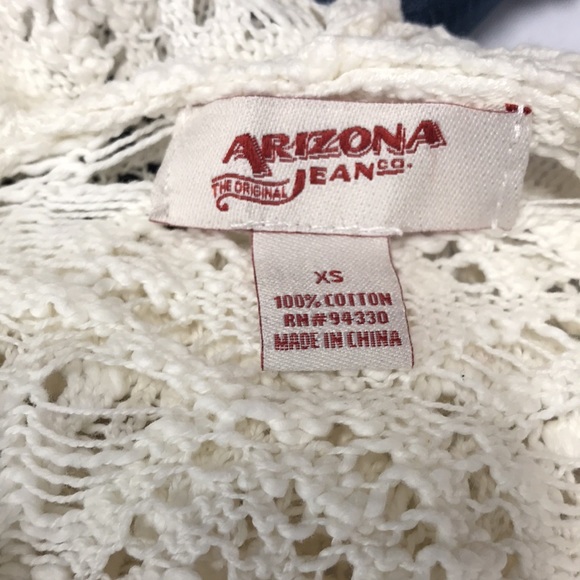 ARIZONA
THE ORIGINAL JEAN CO.
XS
100% COTTON
RN#94330
MADE IN CHINA